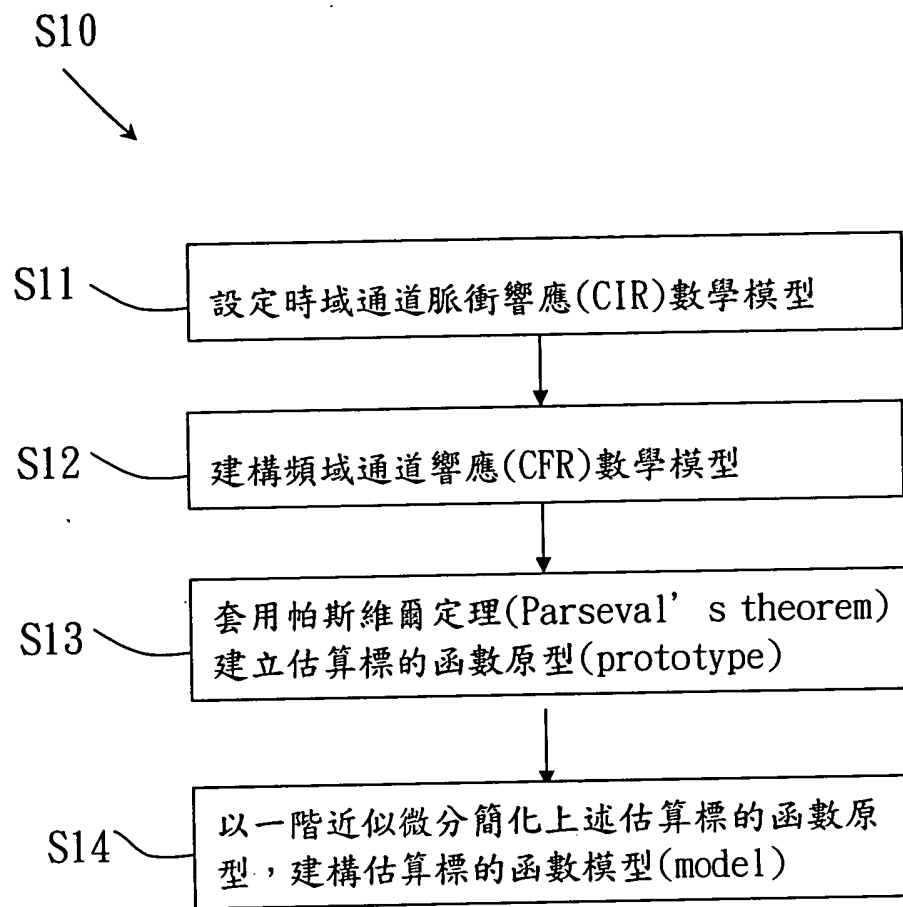 S10
S11
設定時域通道脈衝響應(CIR)數學模型
S12
建構頻域通道響應(CFR)數學模型
S13
套用帕斯維爾定理(Parseval's theorem)
建立估算標的函數原型(prototype)
S14
以一階近似微分簡化上述估算標的函數原
型，建構估算標的函數模型(model)